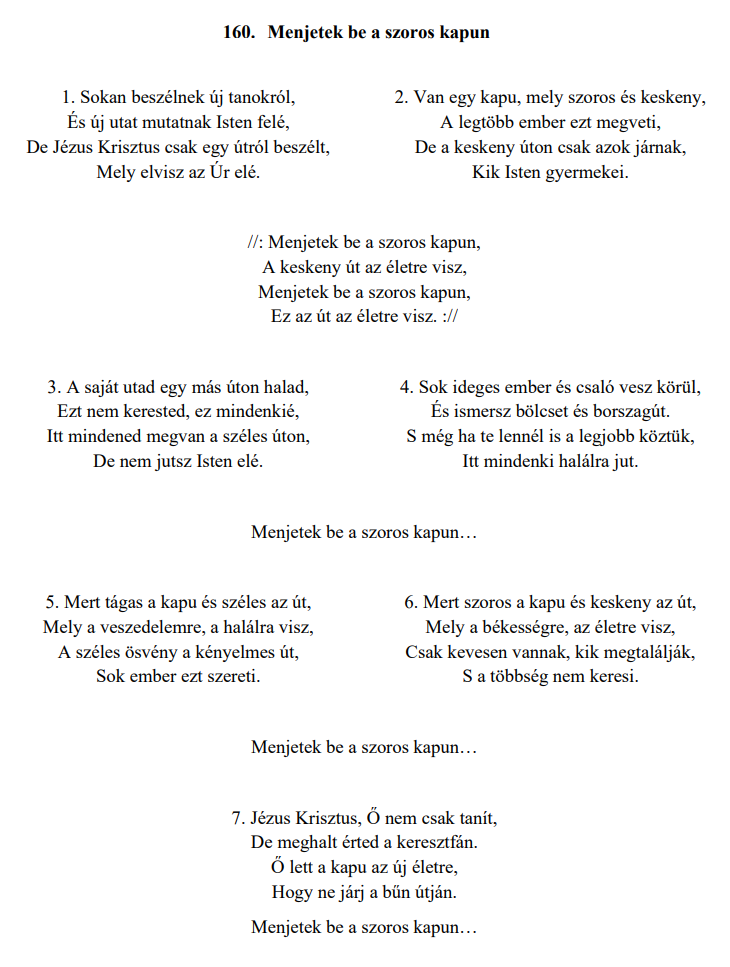 160. Menjetek be a szoros kapun
1. Sokan beszélnek új tanokról,
És új utat mutatnak Isten felé,
De Jézus Krisztus csak egy útról beszélt,
Mely elvisz az Úr elé.
2. Van egy kapu, mely szoros és keskeny,
A legtöbb ember ezt megveti,
De a keskeny úton csak azok járnak,
Kik Isten gyermekei.
//: Menjetek be a szoros kapun,
A keskeny út az életre visz,
Menjetek be a szoros kapun,
Ez az út az életre visz. ://
3. A saját utad egy más úton halad,
Ezt nem kerested, ez mindenkié,
Itt mindened megvan a széles úton,
De nem jutsz Isten elé.
4. Sok ideges ember és csaló vesz körül,
És ismersz bölcset és borszagút.
S még ha te lennél is a legjobb köztük,
Itt mindenki halálra jut.
Menjetek be a szoros kapun…
5. Mert tágas a kapu és széles az út,
Mely a veszedelemre, a halálra visz,
A széles ösvény a kényelmes út,
Sok ember ezt szereti.
6. Mert szoros a kapu és keskeny az út,
Mely a békességre, az életre visz,
Csak kevesen vannak, kik megtalálják,
S a többség nem keresi.
Menjetek be a szoros kapun…
7. Jézus Krisztus, Ő nem csak tanít,
De meghalt érted a keresztfán.
Ő lett a kapu az új életre,
Hogy ne járj a bűn útján.
Menjetek be a szoros kapun…